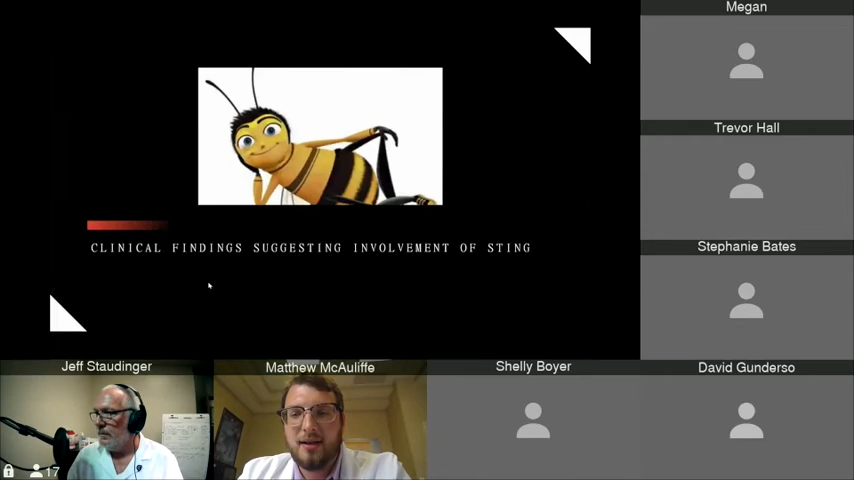 Megan
Trevor Hall
CLINICAL FINDINGS SUGGESTING INVOLVEMENT OF STING
Stephanie Bates
Jeff Staudinger
Matthew McAuliffe
Shelly Boyer
David Gunderso
17